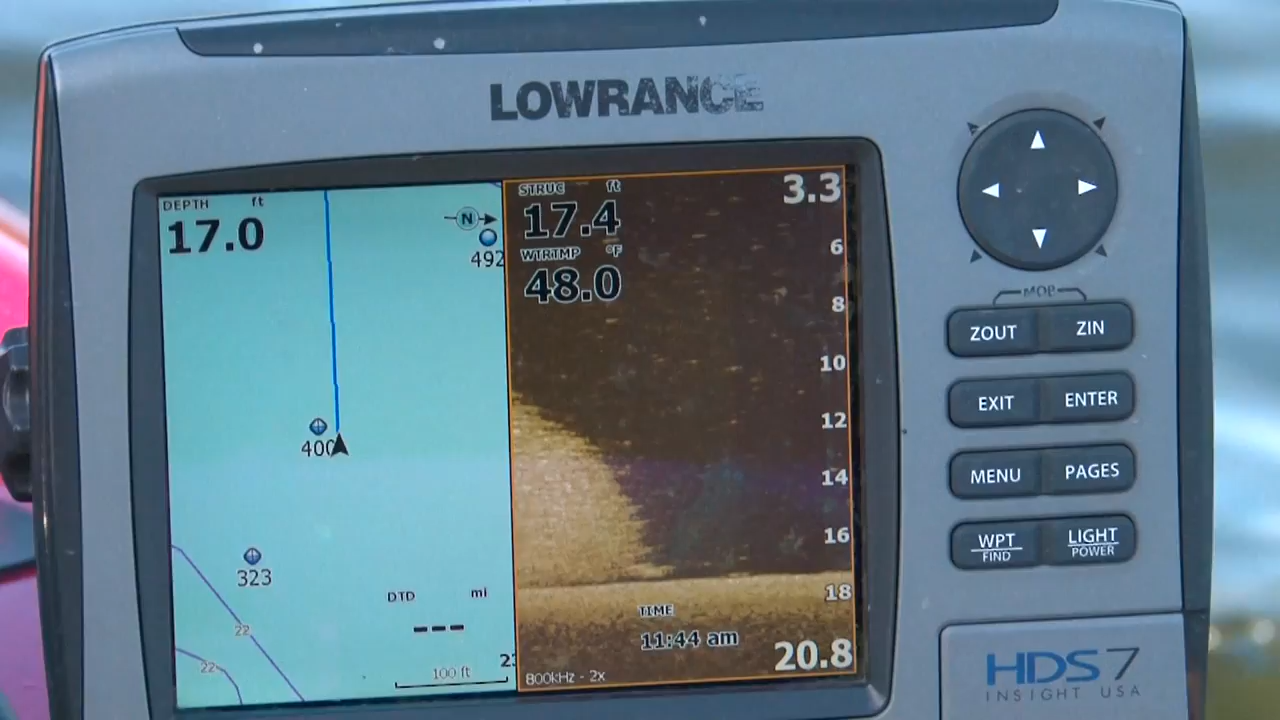 LOWRANCE
DEPTH ft
17.0
N
492
400
323
22
22
DTD mi
---
100 ft
STRUC ft
17.4
WTRTMP °F
48.0
3.3
6
8
10
12
14
16
18
20.8
TIME
11:44 am
800kHz - 2x
MOB
ZOUT ZIN
EXIT ENTER
MENU PAGES
WPT LIGHT
FIND POWER
HDS 7
INSIGHT USA